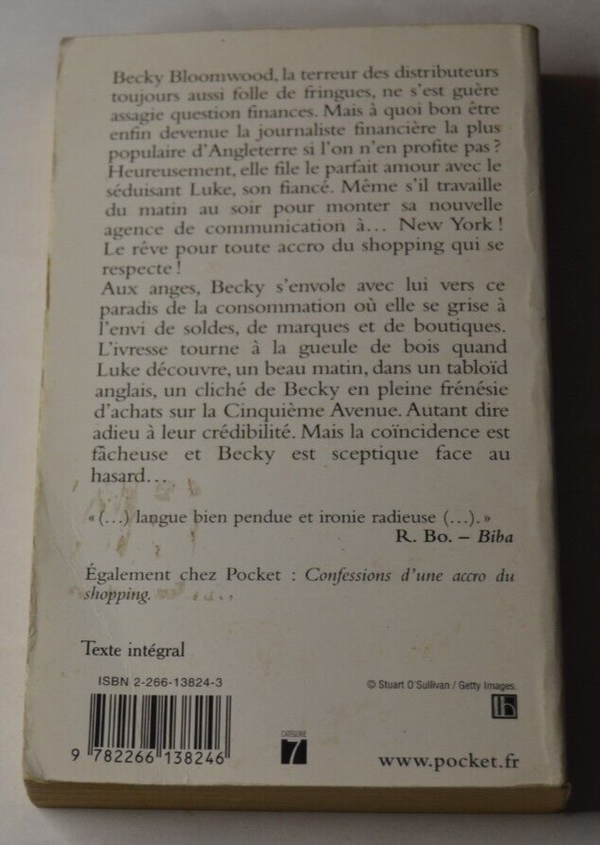 Becky Bloomwood, la terreur des distributeurs
toujours aussi folle de fringues, ne s'est guère
assagie question finances. Mais à quoi bon être
enfin devenue la journaliste financière la plus
populaire d'Angleterre si l'on n'en profite pas ?
Heureusement, elle file le parfait amour avec le
séduisant Luke, son fiancé. Même s'il travaille
du matin au soir pour monter sa nouvelle
agence de communication à… New York !
Le rêve pour toute accro du shopping qui se
respecte !
Aux anges, Becky s'envole avec lui vers ce
paradis de la consommation où elle se grise à
l'envi de soldes, de marques et de boutiques.
L'ivresse tourne à la gueule de bois quand
Luke découvre, un beau matin, dans un tabloïd
anglais, un cliché de Becky en pleine frénésie
d'achats sur la Cinquième Avenue. Autant dire
adieu à leur crédibilité. Mais la coïncidence est
fâcheuse et Becky est sceptique face au
hasard…
« (…) langue bien pendue et ironie radieuse (…). »
R. Bo. – Biba
Également chez Pocket : Confessions d'une accro du
shopping.
Texte intégral
ISBN 2-266-13824-3
© Stuart O'Sullivan / Getty Images.
9 782266 138246
CATÉGORIE
7
www.pocket.fr